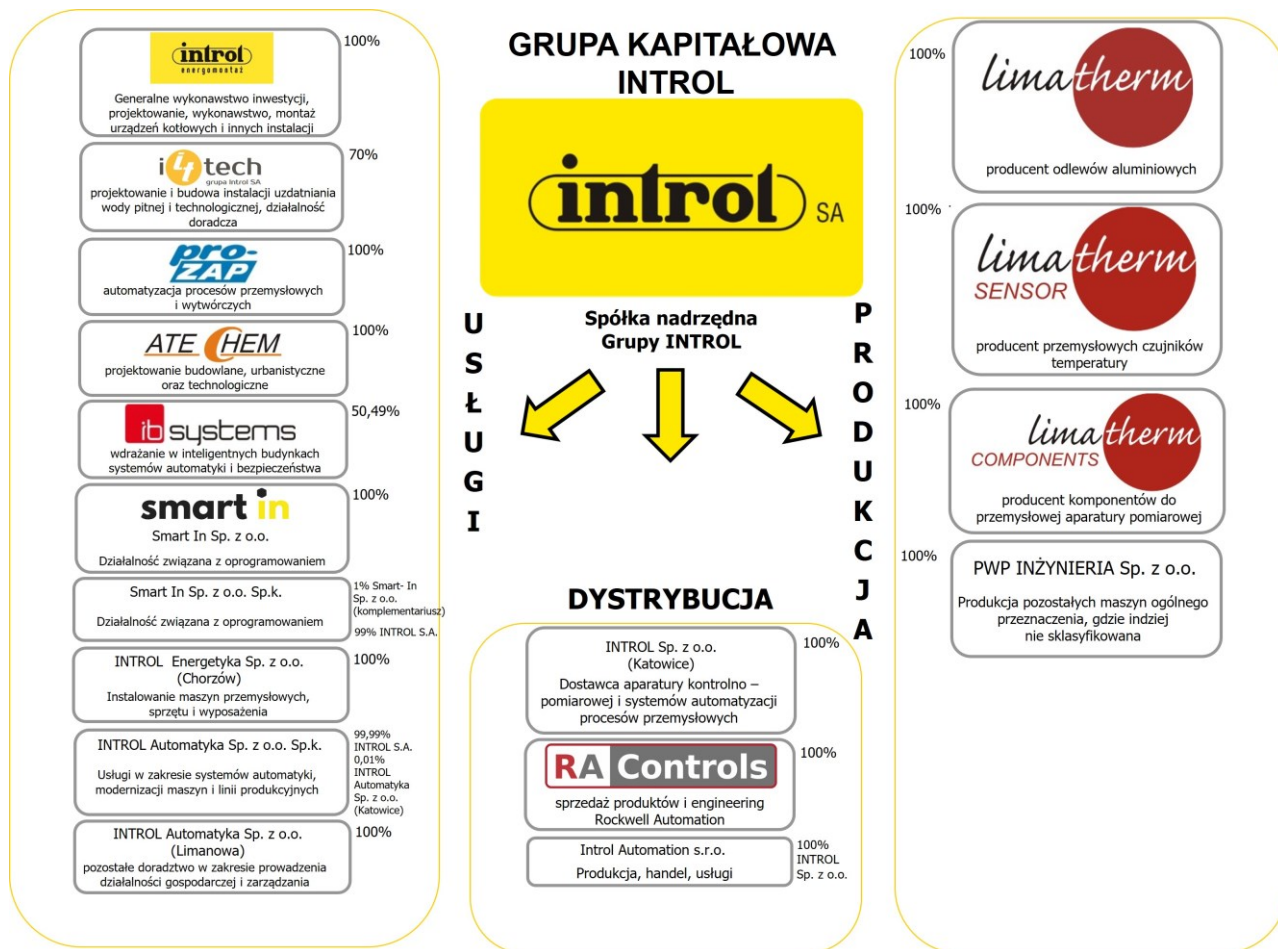 GRUPA KAPITAŁOWA
INTROL
introl SA
Spółka nadrzędna
Grupy INTROL
USŁUGI
introl
energomontaż
100%
Generalne wykonawstwo inwestycji,
projektowanie, wykonawstwo, montaż
urządzeń kotłowych i innych instalacji
i4tech
grupa Introl SA
70%
projektowanie i budowa instalacji uzdatniania
wody pitnej i technologicznej, działalność
doradcza
PRO-
ZAP
100%
automatyzacja procesów przemysłowych
i wytwórczych
ATECHEM
100%
projektowanie budowlane, urbanistyczne
oraz technologiczne
ib systems
50,49%
wdrażanie w inteligentnych budynkach
systemów automatyki i bezpieczeństwa
smart in
100%
Smart In Sp. z o.o.
Działalność związana z oprogramowaniem
Smart In Sp. z o.o. Sp.k.
Działalność związana z oprogramowaniem
1% Smart- In
Sp. z o.o.
(komplementariusz)
99% INTROL S.A.
INTROL Energetyka Sp. z o.o.
(Chorzów)
100%
Instalowanie maszyn przemysłowych,
sprzętu i wyposażenia
INTROL Automatyka Sp. z o.o. Sp.k.
Usługi w zakresie systemów automatyki,
modernizacji maszyn i linii produkcyjnych
99,99%
INTROL S.A.
0,01%
INTROL
Automatyka
Sp. z o.o.
(Katowice)
INTROL Automatyka Sp. z o.o.
(Limanowa)
100%
pozostałe doradztwo w zakresie prowadzenia
działalności gospodarczej i zarządzania
DYSTRYBUCJA
INTROL Sp. z o.o.
(Katowice)
100%
Dostawca aparatury kontrolno –
pomiarowej i systemów automatyzacji
procesów przemysłowych
RA Controls
100%
sprzedaż produktów i engineering
Rockwell Automation
Introl Automation s.r.o.
Produkcja, handel, usługi
100%
INTROL
Sp. z o.o.
PRODUKCJA
100%
limatherm
producent odlewów aluminiowych
100%
limatherm
SENSOR
producent przemysłowych czujników
temperatury
100%
limatherm
COMPONENTS
producent komponentów do
przemysłowej aparatury pomiarowej
100%
PWP INŻYNIERIA Sp. z o.o.
Produkcja pozostałych maszyn ogólnego
przeznaczenia, gdzie indziej
nie sklasyfikowana